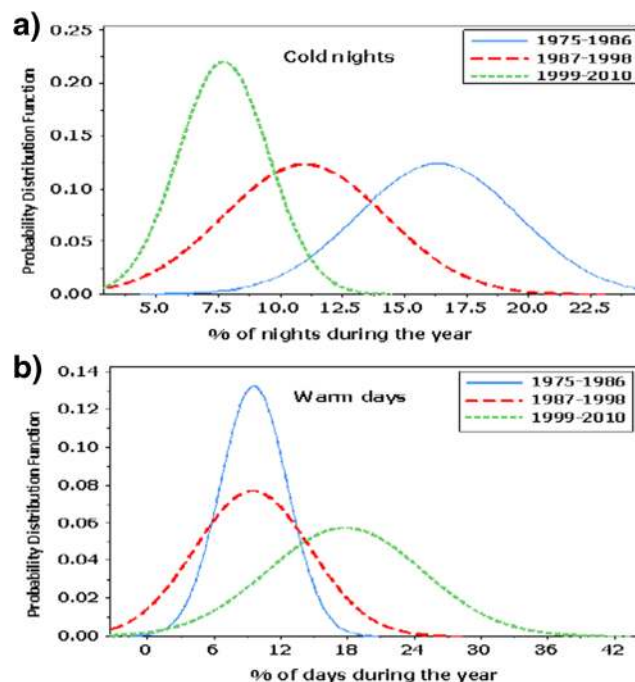 a)
Cold nights
1975-1986
1987-1998
1999-2010
Probability Distribution Function
0.25
0.20
0.15
0.10
0.05
0.00
5.0 7.5 10.0 12.5 15.0 17.5 20.0 22.5
% of nights during the year
b)
Warm days
1975-1986
1987-1998
1999-2010
Probability Distribution Function
0.14
0.12
0.10
0.08
0.06
0.04
0.02
0.00
0 6 12 18 24 30 36 42
% of days during the year